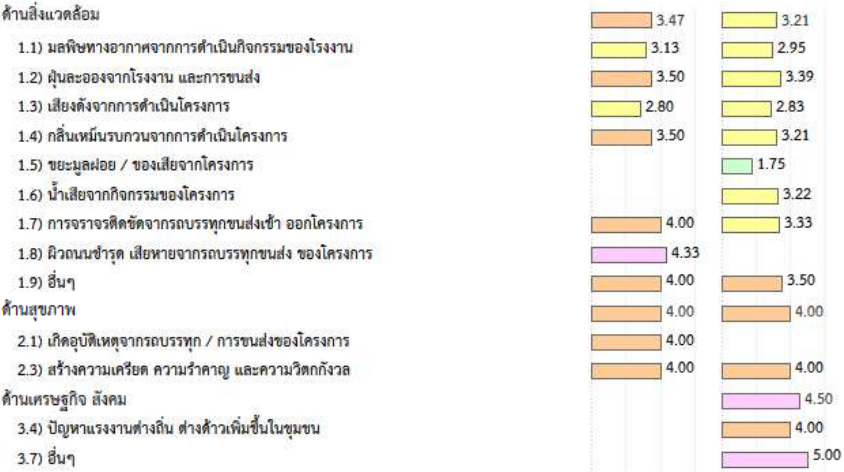 ด้านสิ่งแวดล้อม 3.47 3.21
1.1) มลพิษทางอากาศจากการดำเนินกิจกรรมของโรงงาน 3.13 2.95
1.2) ฝุ่นละอองจากโรงงาน และการขนส่ง 3.50 3.39
1.3) เสียงดังจากการดำเนินโครงการ 2.80 2.83
1.4) กลิ่นเหม็นรบกวนจากการดำเนินโครงการ 3.50 3.21
1.5) ขยะมูลฝอย / ของเสียจากโครงการ 1.75
1.6) น้ำเสียจากกิจกรรมของโครงการ 3.22
1.7) การจราจรติดขัดจากรถบรรทุกขนส่งเข้า ออกโครงการ 4.00 3.33
1.8) ผิวถนนชำรุด เสียหายจากรถบรรทุกขนส่ง ของโครงการ 4.33
1.9) อื่นๆ 4.00 3.50
ด้านสุขภาพ 4.00 4.00
2.1) เกิดอุบัติเหตุจากรถบรรทุก / การขนส่งของโครงการ 4.00
2.3) สร้างความเครียด ความรำคาญ และความวิตกกังวล 4.00 4.00
ด้านเศรษฐกิจ สังคม 4.50
3.4) ปัญหาแรงงานต่างถิ่น ต่างด้าวเพิ่มขึ้นในชุมชน 4.00
3.7) อื่นๆ 5.00